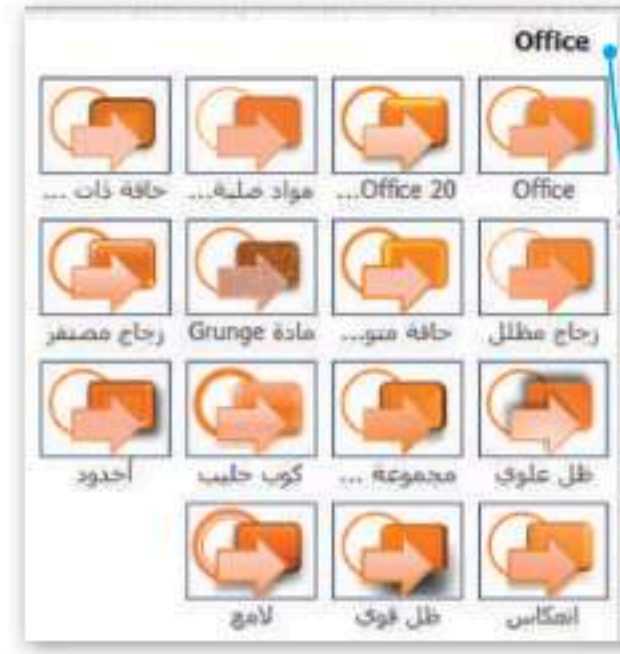 Office
Office Office 20... مواد صلبة... حافة ذات ...
زجاج مظلل حافة متو... مادة Grunge زجاج مصنفر
ظل علوي مجموعة ... كوب حليب أخدود
انعكاس ظل قوي لامع